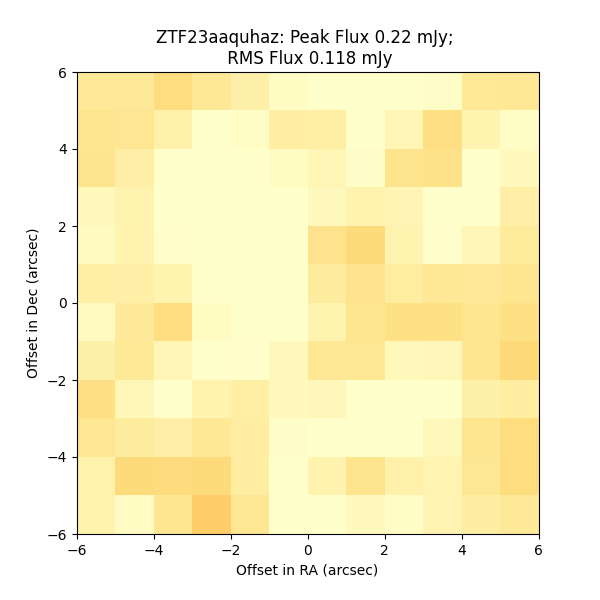 ZTF23aaquhaz: Peak Flux 0.22 mJy;
RMS Flux 0.118 mJy
6
4
2
0
−2
−4
−6
Offset in Dec (arcsec)
−6 −4 −2 0 2 4 6
Offset in RA (arcsec)